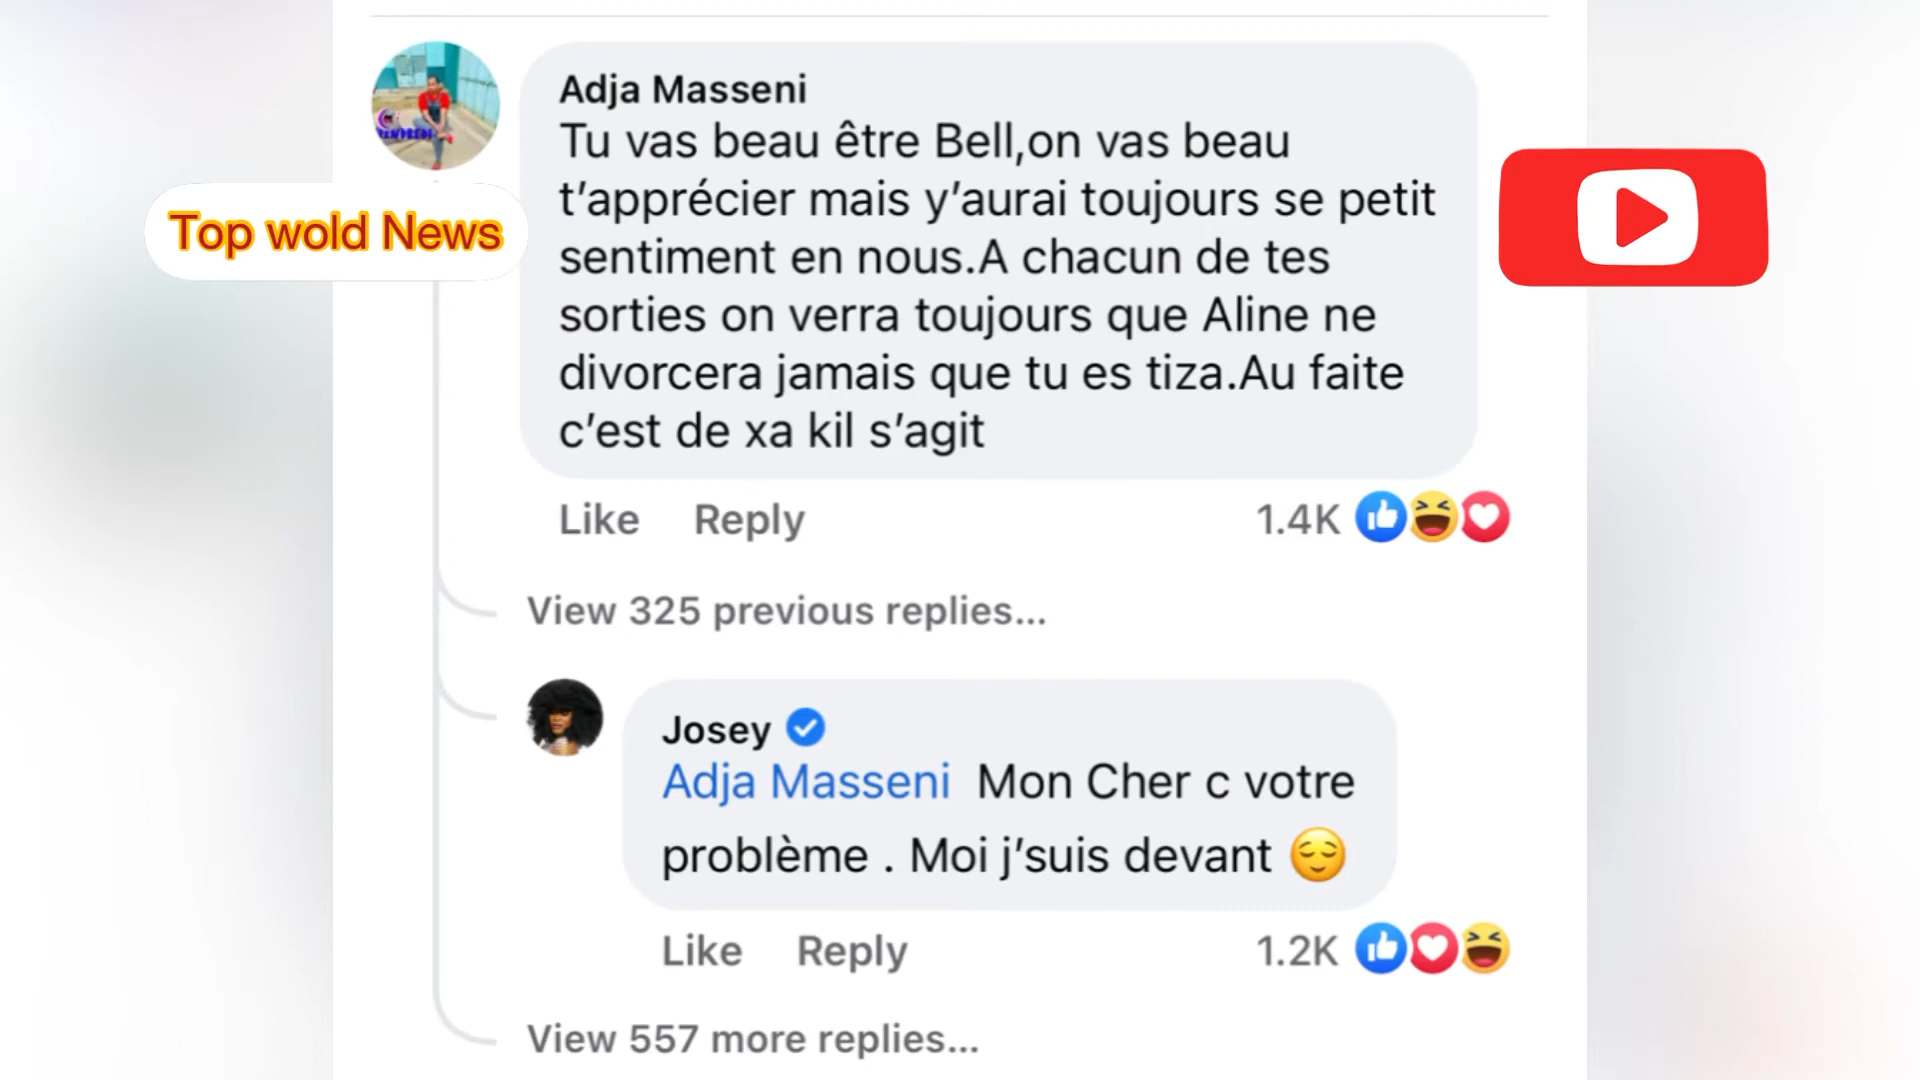 Adja Masseni
Tu vas beau être Bell,on vas beau
t’apprécier mais y’aurai toujours se petit
sentiment en nous.A chacun de tes
sorties on verra toujours que Aline ne
divorcera jamais que tu es tiza.Au faite
c’est de xa kil s’agit
Top wold News
Like Reply 1.4K
View 325 previous replies...
Josey
Adja Masseni Mon Cher c votre
problème . Moi j’suis devant 😌
Like Reply 1.2K
View 557 more replies...